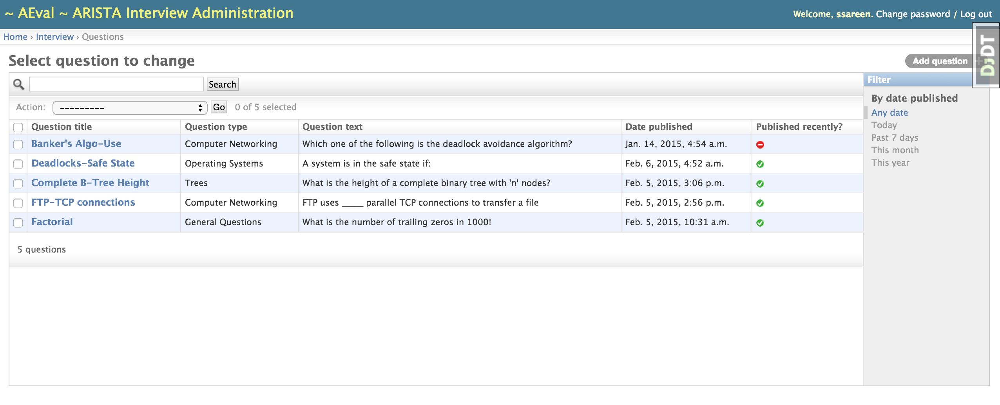 ~ AEval ~ ARISTA Interview Administration
Welcome, ssareen. Change password / Log out
Home › Interview › Questions
DjDT
Select question to change
Add question +
Search
Filter
Action: --------- Go 0 of 5 selected
By date published
Any date
Today
Past 7 days
This month
This year
Question title Question type Question text Date published Published recently?
Banker's Algo-Use Computer Networking Which one of the following is the deadlock avoidance algorithm? Jan. 14, 2015, 4:54 a.m.
Deadlocks-Safe State Operating Systems A system is in the safe state if: Feb. 6, 2015, 4:52 a.m.
Complete B-Tree Height Trees What is the height of a complete binary tree with 'n' nodes? Feb. 5, 2015, 3:06 p.m.
FTP-TCP connections Computer Networking FTP uses _____ parallel TCP connections to transfer a file Feb. 5, 2015, 2:56 p.m.
Factorial General Questions What is the number of trailing zeros in 1000! Feb. 5, 2015, 10:31 a.m.
5 questions